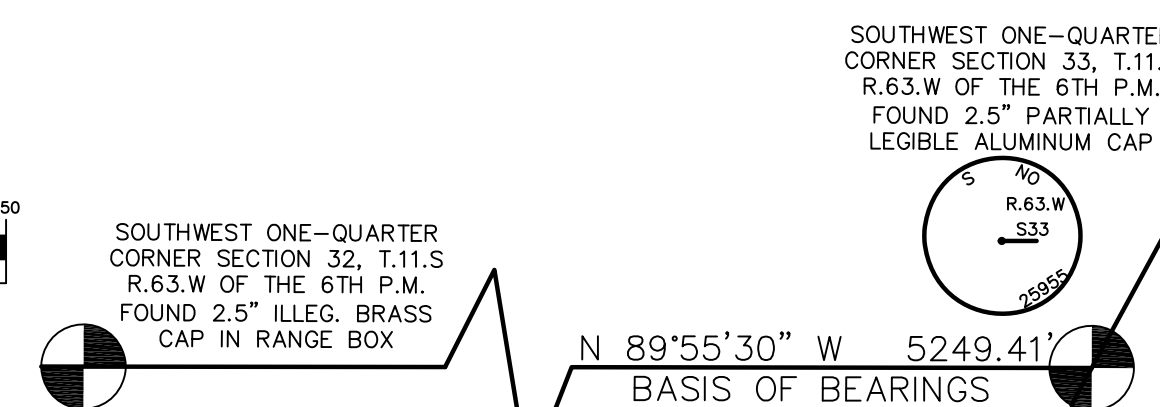 SOUTHWEST ONE-QUARTER
CORNER SECTION 33, T.11.
R.63.W OF THE 6TH P.M.
FOUND 2.5" PARTIALLY
LEGIBLE ALUMINUM CAP
S NO
R.63.W
S33
25955
50
SOUTHWEST ONE-QUARTER
CORNER SECTION 32, T.11.S
R.63.W OF THE 6TH P.M.
FOUND 2.5" ILLEG. BRASS
CAP IN RANGE BOX
N 89°55'30" W 5249.41'
BASIS OF BEARINGS